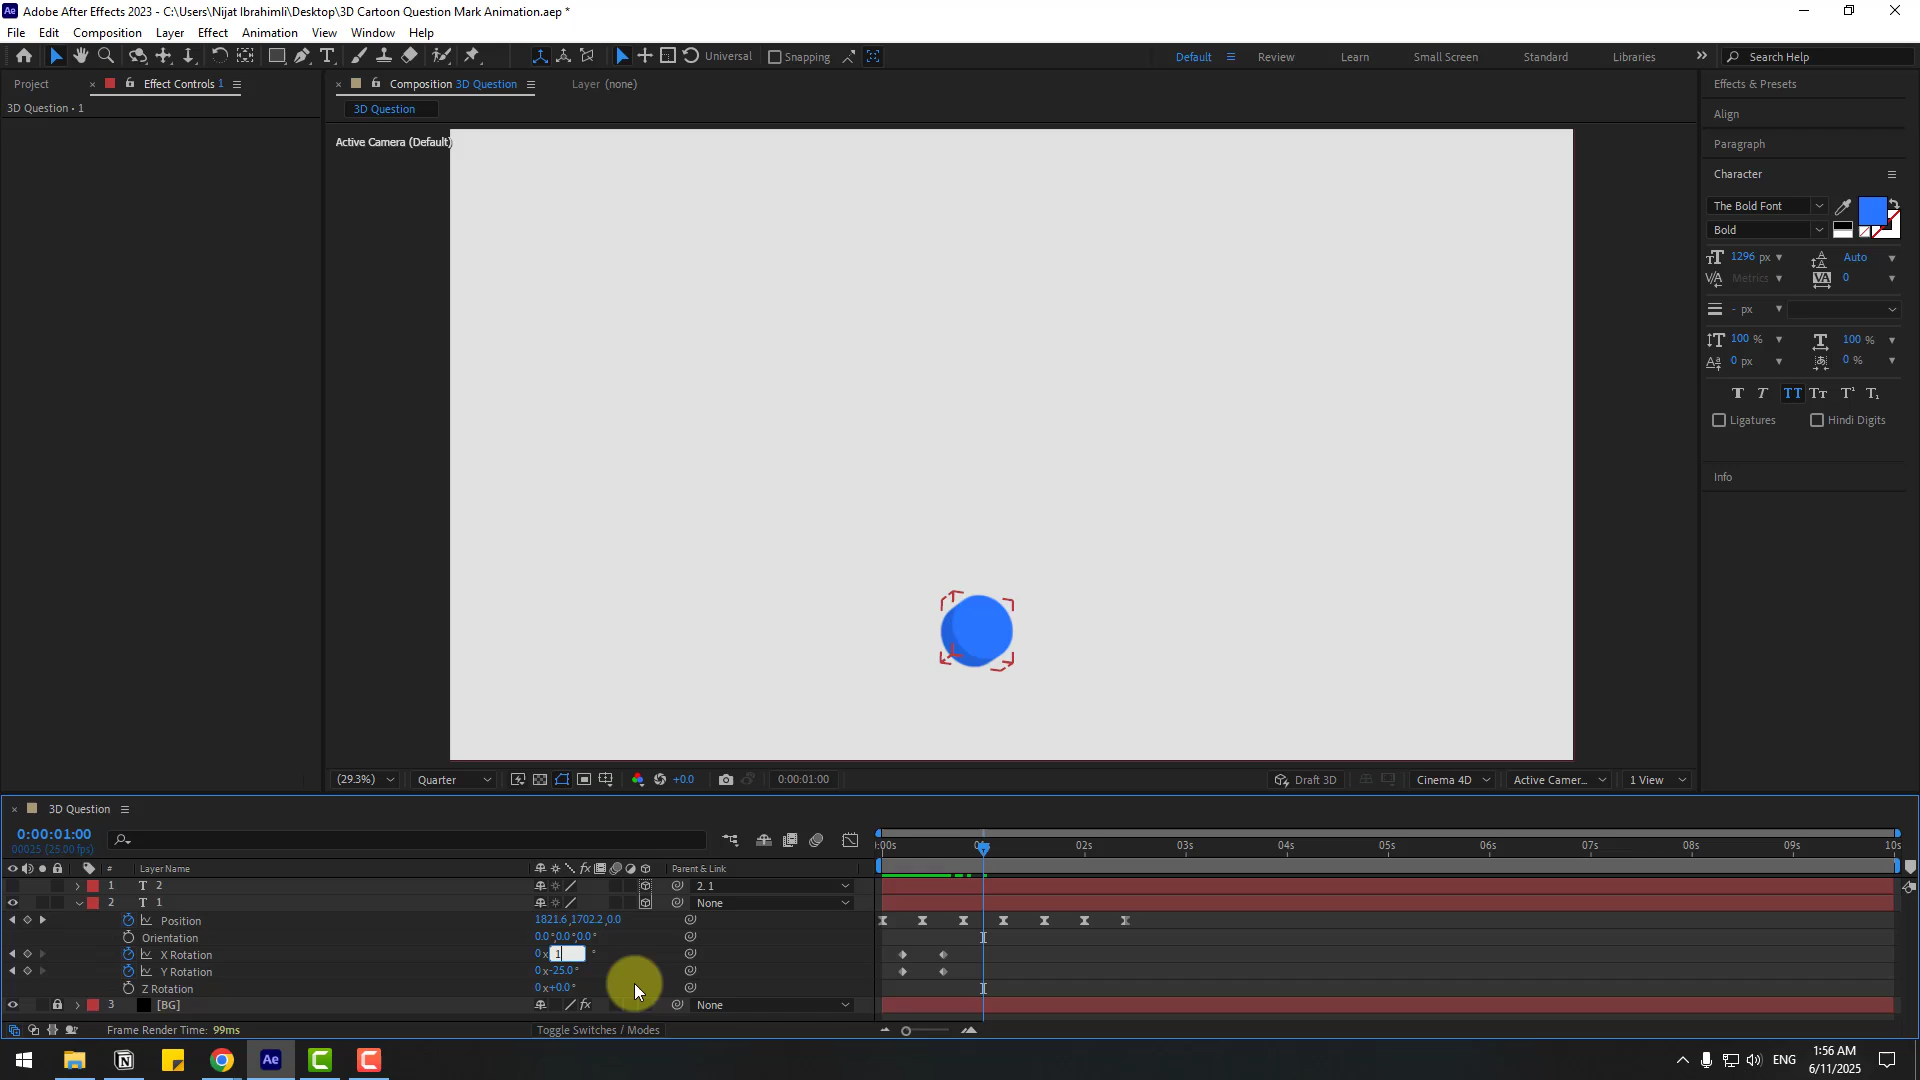 Adobe After Effects 2023 - C:\Users\Nijat Ibrahimli\Desktop\3D Cartoon Question Mark Animation.aep *
File Edit Composition Layer Effect Animation View Window Help
Universal Snapping Default Review Learn Small Screen Standard Libraries Search Help
Project Effect Controls 1 Composition 3D Question Layer (none) Effects & Presets
3D Question • 1
3D Question
Active Camera (Default)
Align
Paragraph
Character
The Bold Font
Bold
1296 px Auto
Metrics 0
- px
100 % 100 %
0 px 0 %
Ligatures Hindi Digits
Info
(29.3%) Quarter +0.0 0:00:01:00 Draft 3D Cinema 4D Active Camer... 1 View
3D Question
0:00:01:00
00025 (25.00 fps)
# Layer Name Parent & Link
:00s 02s 03s 04s 05s 06s 07s 08s 09s 10s
1 T 2 2. 1
2 T 1 None
Position 1821.6,1702.2,0.0
Orientation 0.0°,0.0°,0.0°
X Rotation 0x 1 °
Y Rotation 0x-25.0°
Z Rotation 0x+0.0°
3 [BG] None
Frame Render Time: 99ms Toggle Switches / Modes
ENG 1:56 AM
6/11/2025